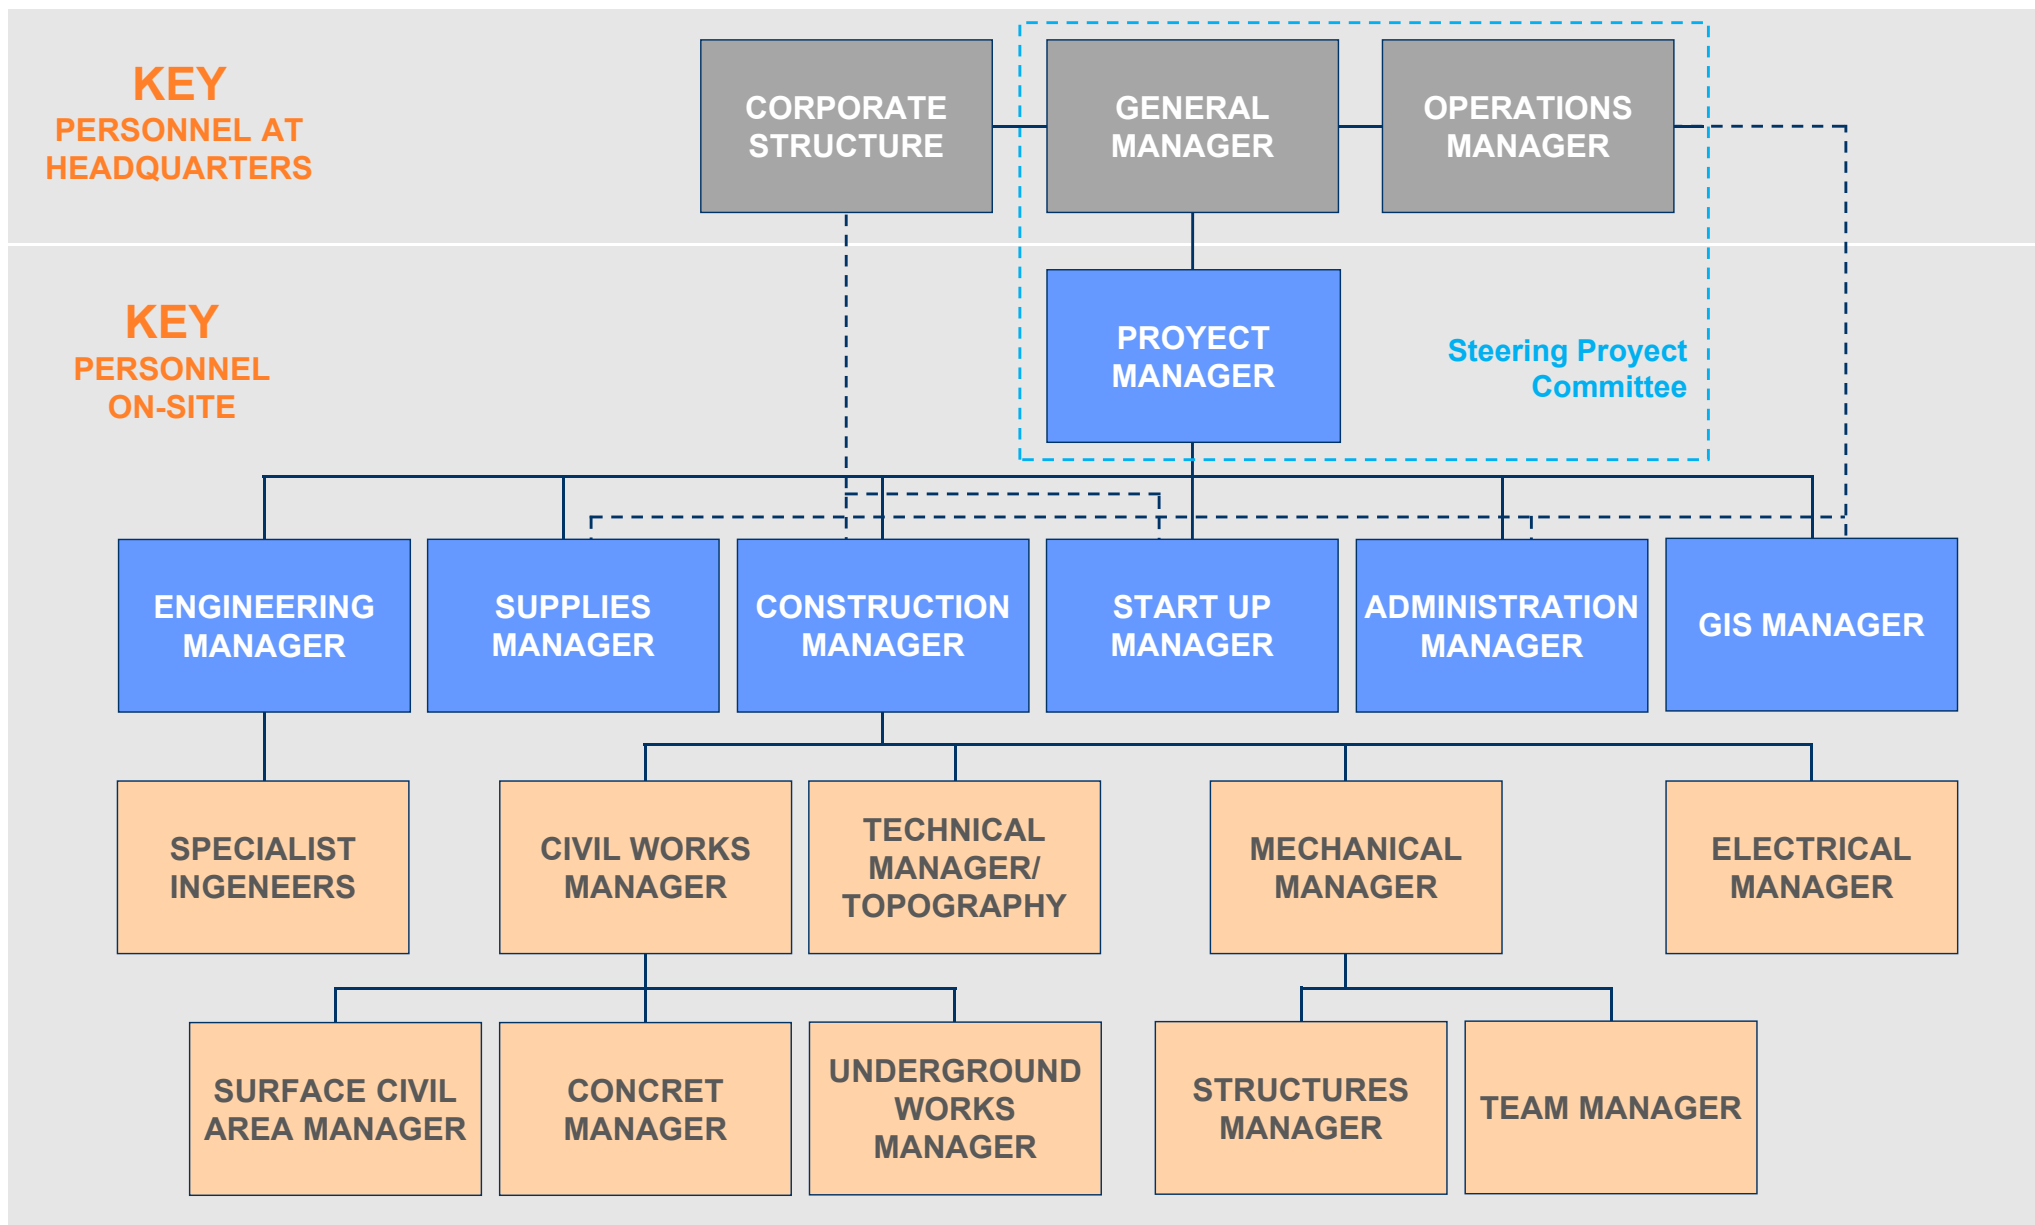 KEY
PERSONNEL AT
HEADQUARTERS
CORPORATE
STRUCTURE
GENERAL
MANAGER
OPERATIONS
MANAGER
KEY
PERSONNEL
ON-SITE
PROYECT
MANAGER
Steering Proyect
Committee
ENGINEERING
MANAGER
SUPPLIES
MANAGER
CONSTRUCTION
MANAGER
START UP
MANAGER
ADMINISTRATION
MANAGER
GIS MANAGER
SPECIALIST
INGENEERS
CIVIL WORKS
MANAGER
TECHNICAL
MANAGER/
TOPOGRAPHY
MECHANICAL
MANAGER
ELECTRICAL
MANAGER
SURFACE CIVIL
AREA MANAGER
CONCRET
MANAGER
UNDERGROUND
WORKS
MANAGER
STRUCTURES
MANAGER
TEAM MANAGER